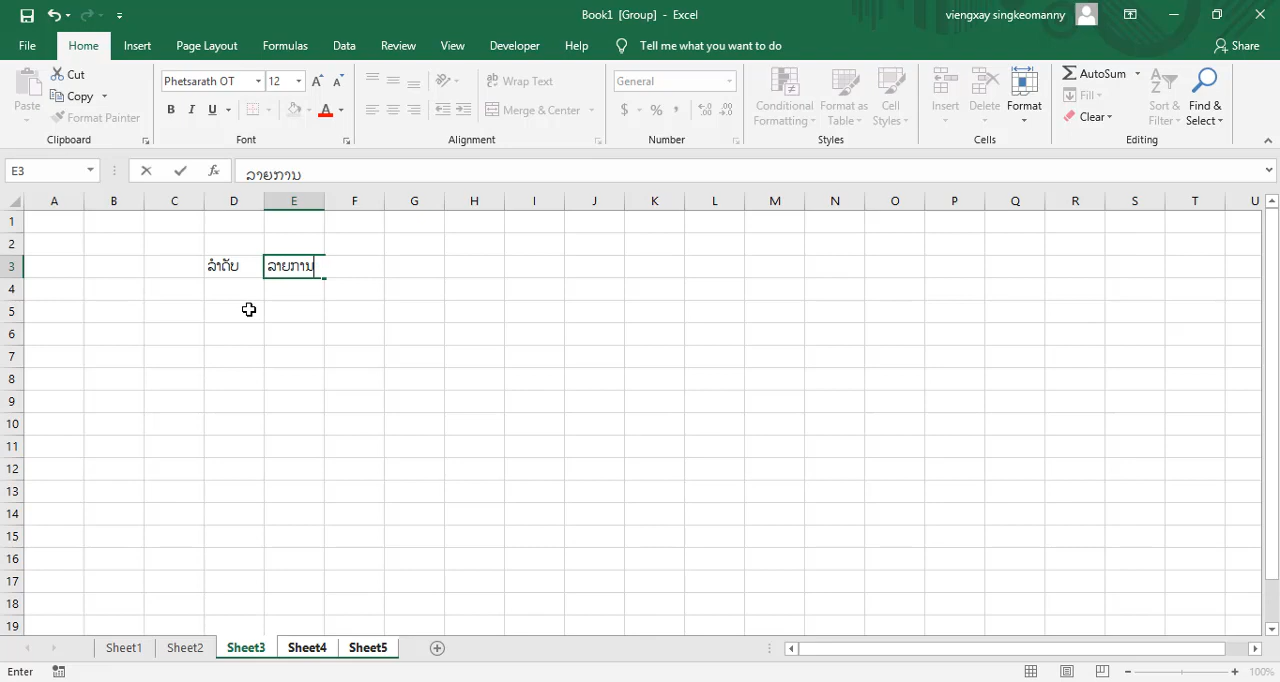 Book1 [Group] - Excel
viengxay singkeomanny
File Home Insert Page Layout Formulas Data Review View Developer Help Tell me what you want to do Share
Paste
Cut
Copy
Format Painter
Clipboard
Phetsarath OT 12
B I U
Font
Wrap Text
Merge & Center
Alignment
General
$ % ,
Number
Conditional Formatting
Format as Table
Cell Styles
Styles
Insert Delete Format
Cells
AutoSum
Fill
Clear
Sort & Filter
Find & Select
Editing
E3 fx ລາຍການ
A B C D E F G H I J K L M N O P Q R S T U
1
2
3 ລຳດັບ ລາຍການ
4
5
6
7
8
9
10
11
12
13
14
15
16
17
18
19
Sheet1 Sheet2 Sheet3 Sheet4 Sheet5
Enter 100%